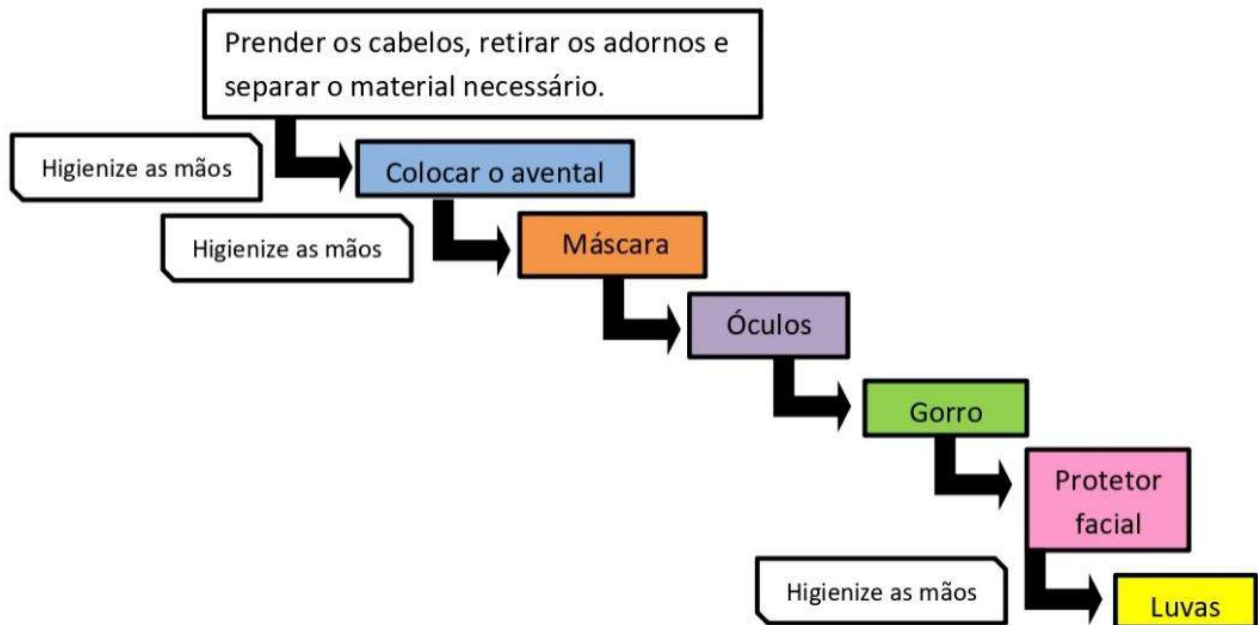 Prender os cabelos, retirar os adornos e
separar o material necessário.
Higienize as mãos
Colocar o avental
Higienize as mãos
Máscara
Óculos
Gorro
Protetor
facial
Higienize as mãos
Luvas